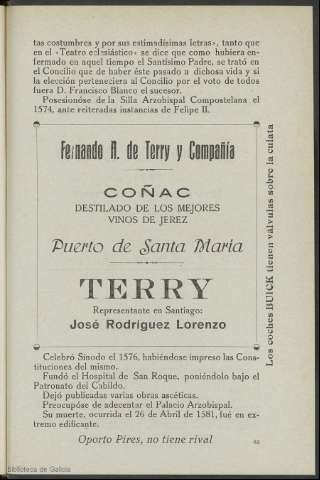 tas costumbres y por sus estimadísimas letras», tanto que
en el «Teatro eclesiástico» se dice que como hubiera en-
fermado en aquel tiempo el Santísimo Padre, se trató en
el Concilio que de haber éste pasado a dichosa vida y si
la elección perteneciera al Concilio por el voto de todos
fuera D. Francisco Blanco el sucesor.
Posesionóse de la Silla Arzobispal Compostelana el
1574, ante reiteradas instancias de Felipe II.
Fernando A. de Terry y Compañía
COÑAC
DESTILADO DE LOS MEJORES
VINOS DE JEREZ
Puerto de Santa María
TERRY
Representante en Santiago:
José Rodríguez Lorenzo
Los coches BUICK tienen válvulas sobre la culata
Celebró Sínodo el 1576, habiéndose impreso las Cons-
tituciones del mismo.
Fundó el Hospital de San Roque, poniéndolo bajo el
Patronato del Cabildo.
Dejó publicadas varias obras ascéticas.
Preocupóse de adecentar el Palacio Arzobispal.
Su muerte, ocurrida el 26 de Abril de 1581, fué en ex-
tremo edificante.
Oporto Pires, no tiene rival
Biblioteca de Galicia